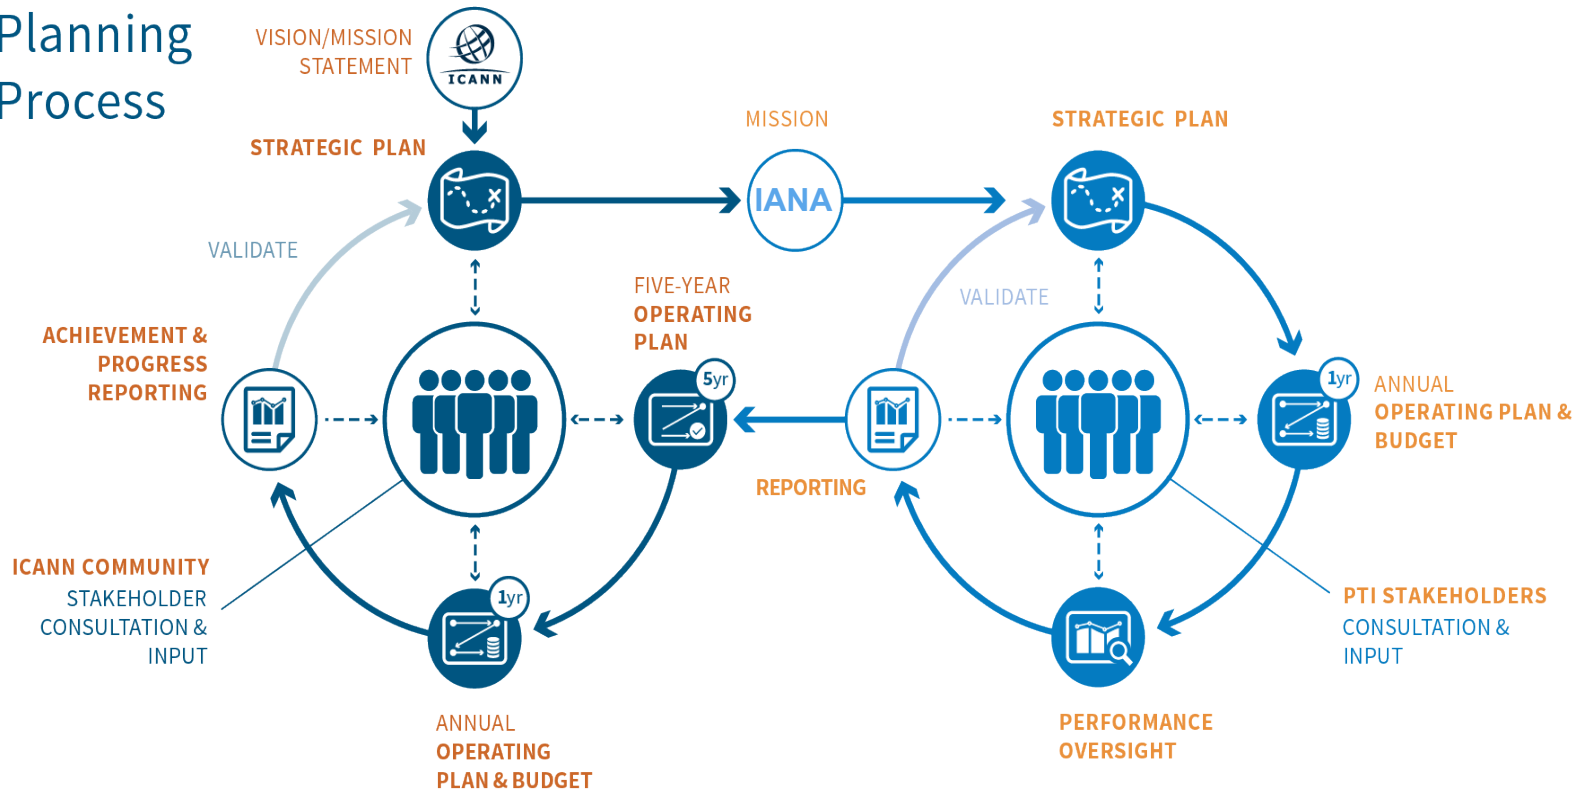 Planning
Process
VISION/MISSION
STATEMENT
ICANN
STRATEGIC PLAN
MISSION
IANA
STRATEGIC PLAN
VALIDATE
VALIDATE
FIVE-YEAR
OPERATING
PLAN
5yr
ACHIEVEMENT &
PROGRESS
REPORTING
1yr
ANNUAL
OPERATING PLAN &
BUDGET
REPORTING
ICANN COMMUNITY
STAKEHOLDER
CONSULTATION &
INPUT
1yr
ANNUAL
OPERATING
PLAN & BUDGET
PTI STAKEHOLDERS
CONSULTATION &
INPUT
PERFORMANCE
OVERSIGHT